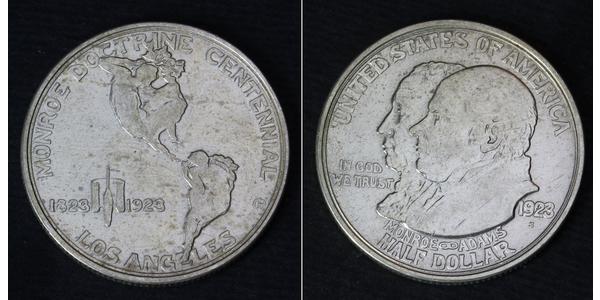 MONROE DOCTRINE CENTENNIAL
1823 1923
LOS ANGELES
UNITED STATES OF AMERICA
IN GOD
WE TRUST
1923
S
MONROE ADAMS
HALF DOLLAR